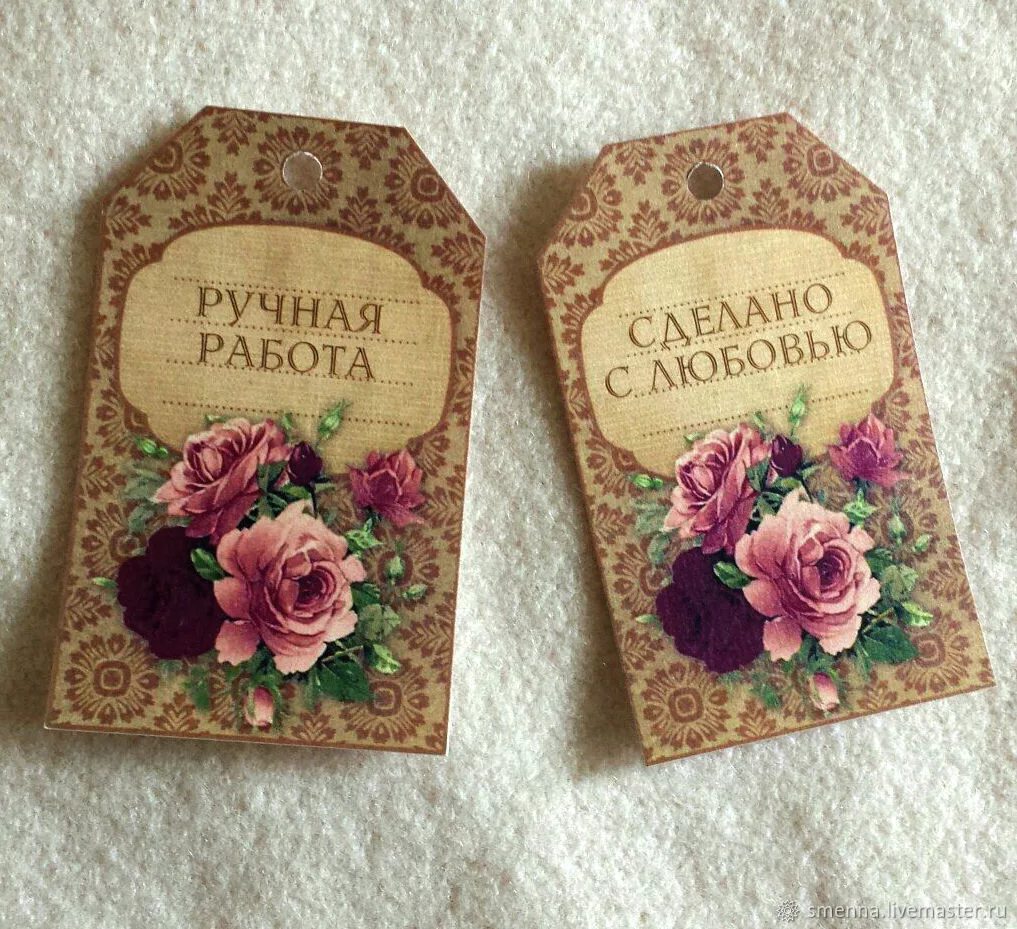 РУЧНАЯ
РАБОТА
СДЕЛАНО
С ЛЮБОВЬЮ
smenna.livemaster.ru